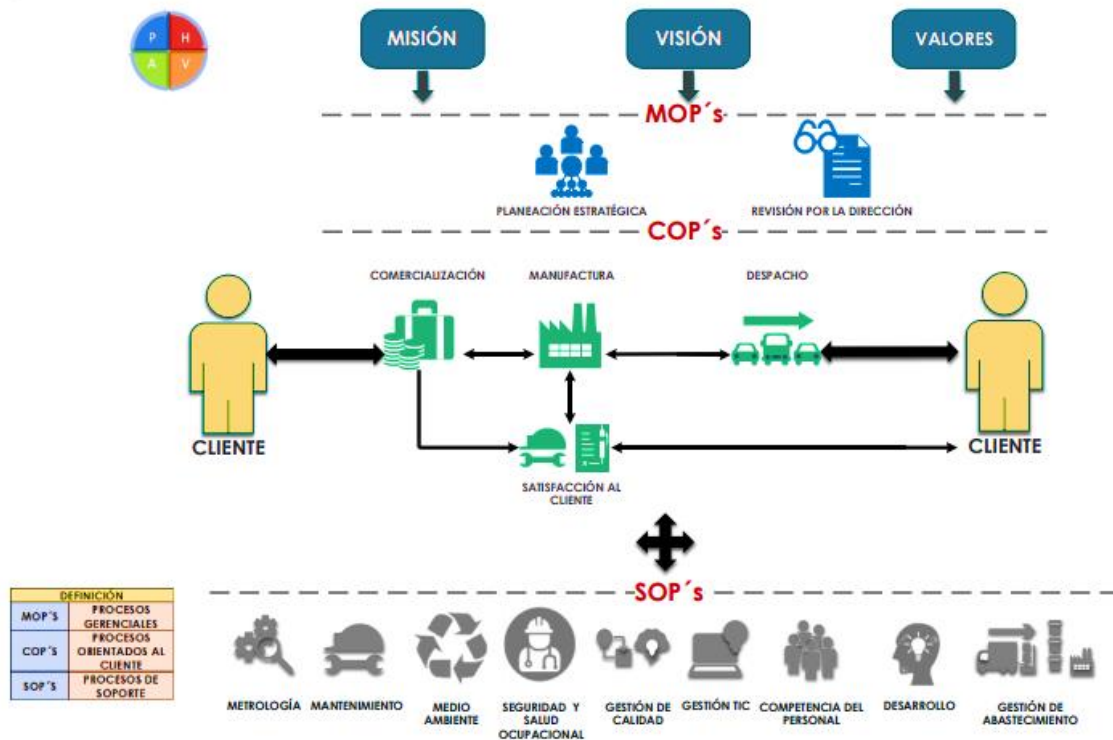 P H
A V
MISIÓN
VISIÓN
VALORES
MOP´s
PLANEACIÓN ESTRATÉGICA
REVISIÓN POR LA DIRECCIÓN
COP´s
COMERCIALIZACIÓN
MANUFACTURA
DESPACHO
CLIENTE
CLIENTE
SATISFACCIÓN AL
CLIENTE
SOP´s
DEFINICIÓN
MOP´S
PROCESOS
GERENCIALES
COP´S
PROCESOS
ORIENTADOS AL
CLIENTE
SOP´S
PROCESOS DE
SOPORTE
METROLOGÍA
MANTENIMIENTO
MEDIO
AMBIENTE
SEGURIDAD Y
SALUD
OCUPACIONAL
GESTIÓN DE
CALIDAD
GESTIÓN TIC
COMPETENCIA DEL
PERSONAL
DESARROLLO
GESTIÓN DE
ABASTECIMIENTO